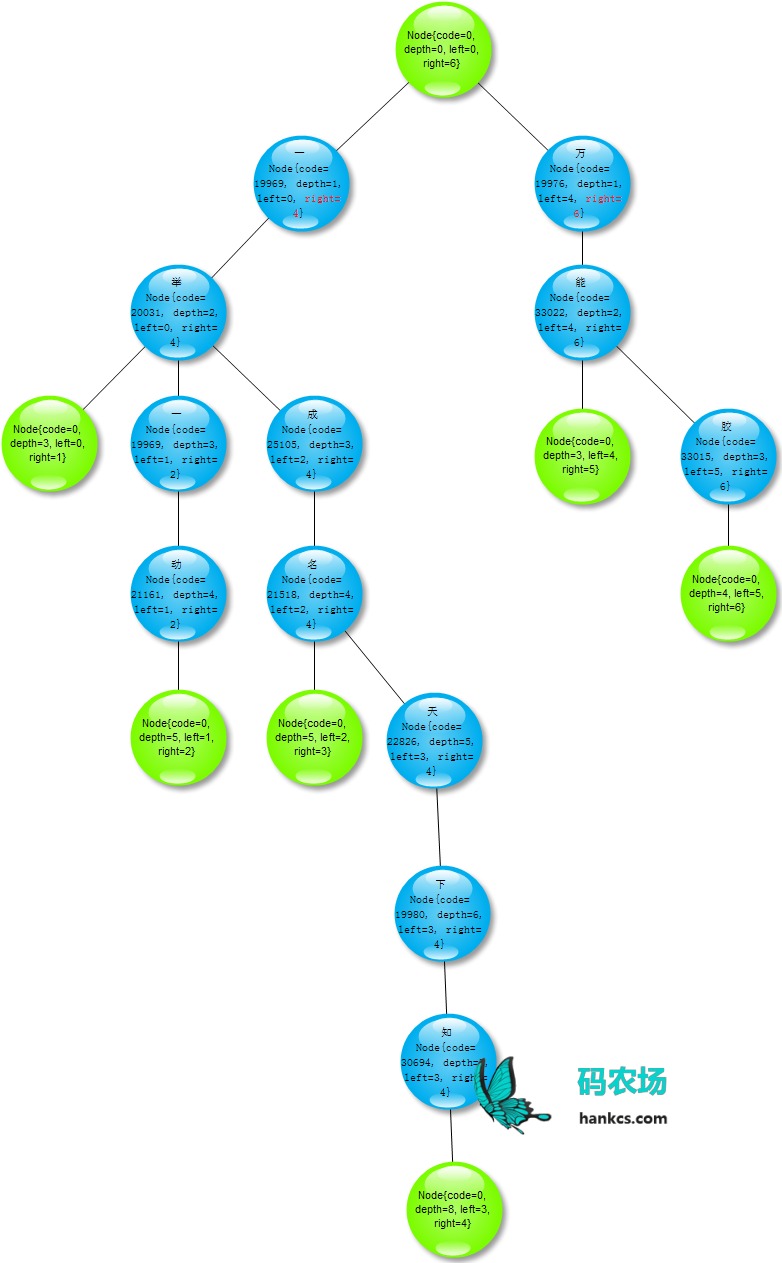 Node{code=0,
depth=0, left=0,
right=6}
一
Node{code=
19969, depth=1,
left=0, right=
4}
万
Node{code=
19976, depth=1,
left=4, right=
6}
举
Node{code=
20031, depth=2,
left=0, right=
4}
能
Node{code=
33022, depth=2,
left=4, right=
6}
Node{code=0,
depth=3, left=0,
right=1}
一
Node{code=
19969, depth=3,
left=1, right=
2}
成
Node{code=
25105, depth=3,
left=2, right=
4}
Node{code=0,
depth=3, left=4,
right=5}
胶
Node{code=
33015, depth=3,
left=5, right=
6}
动
Node{code=
21161, depth=4,
left=1, right=
2}
名
Node{code=
21518, depth=4,
left=2, right=
4}
Node{code=0,
depth=4, left=5,
right=6}
Node{code=0,
depth=5, left=1,
right=2}
Node{code=0,
depth=5, left=2,
right=3}
天
Node{code=
22826, depth=5,
left=3, right=
4}
下
Node{code=
19980, depth=6,
left=3, right=
4}
知
Node{code=
30694, depth=
left=3, right=
4}
码农场
hankcs.com
Node{code=0,
depth=8, left=3,
right=4}